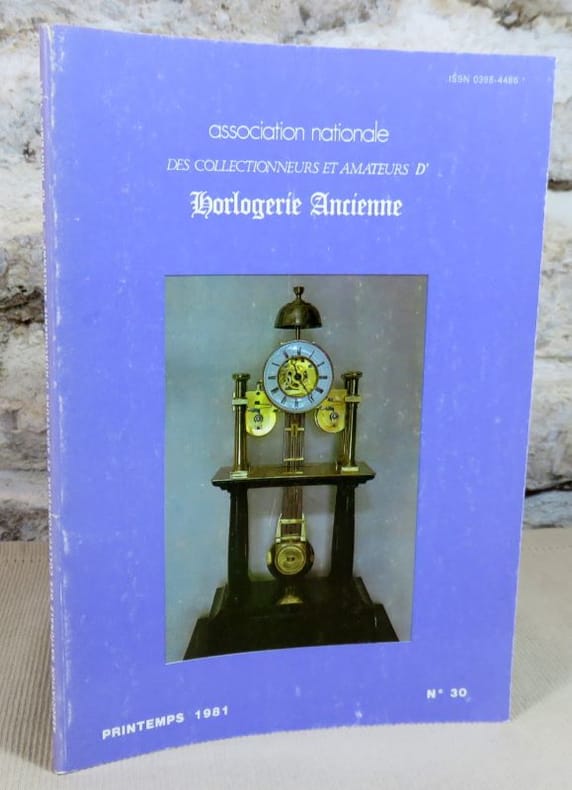 ISSN 0398-4486
association nationale
DES COLLECTIONNEURS ET AMATEURS D'
Horlogerie Ancienne
PRINTEMPS 1981
N° 30